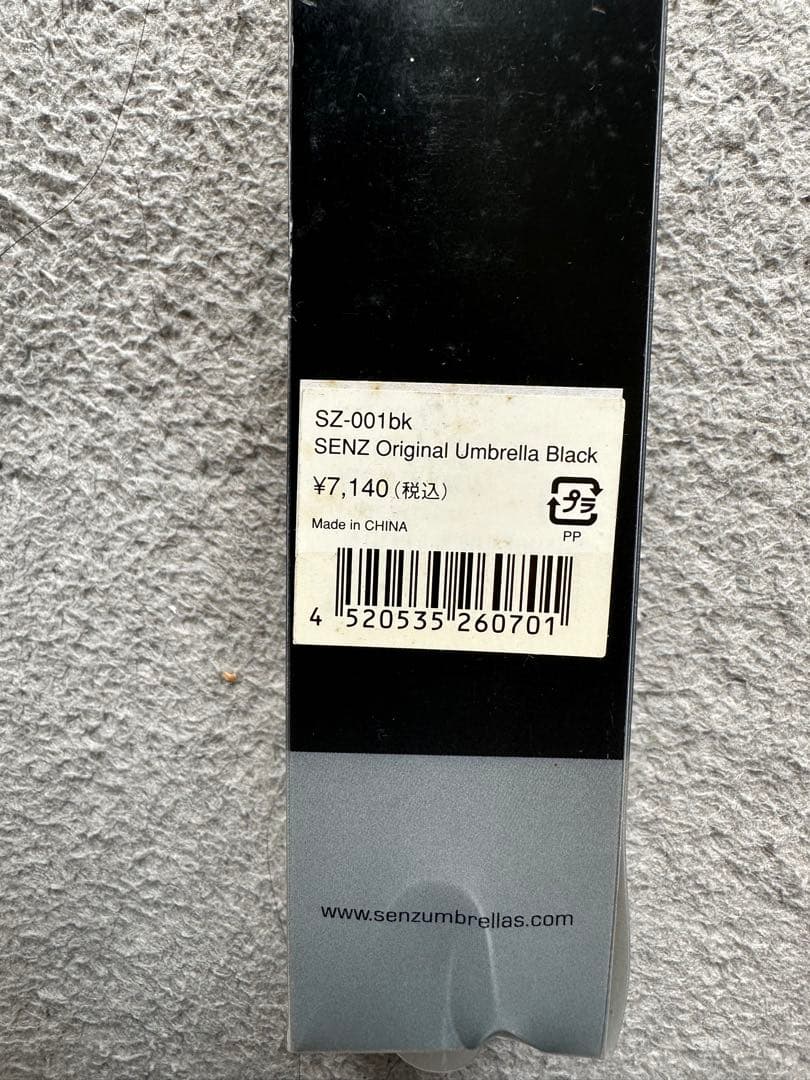 SZ-001bk
SENZ Original Umbrella Black
¥7,140(税込)
Made in CHINA
プラ
PP
4 520535 260701
www.senzumbrellas.com